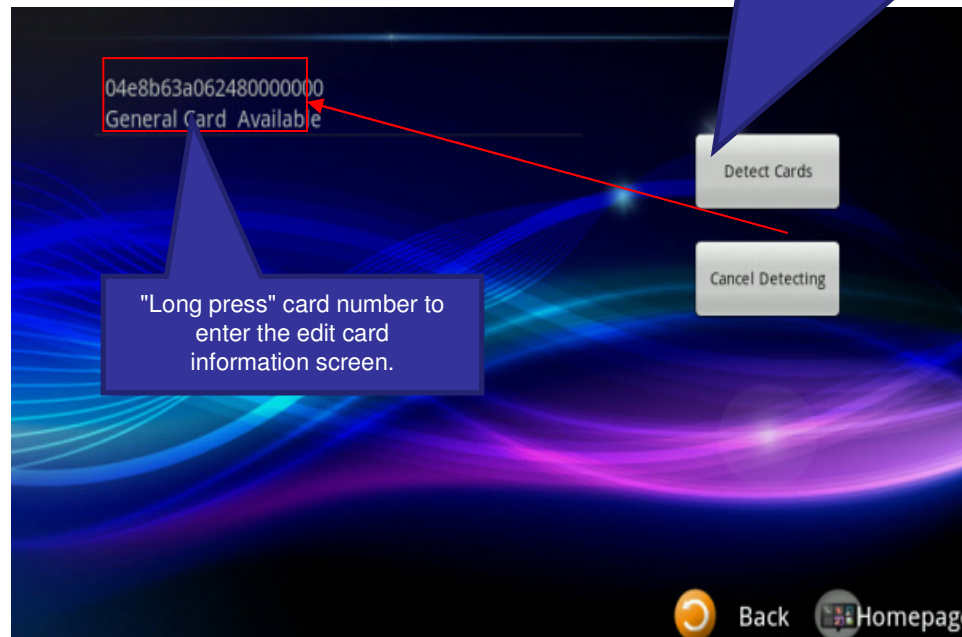 04e8b63a062480000000
General Card Available
Detect Cards
Cancel Detecting
"Long press" card number to
enter the edit card
information screen.
Back
Homepage